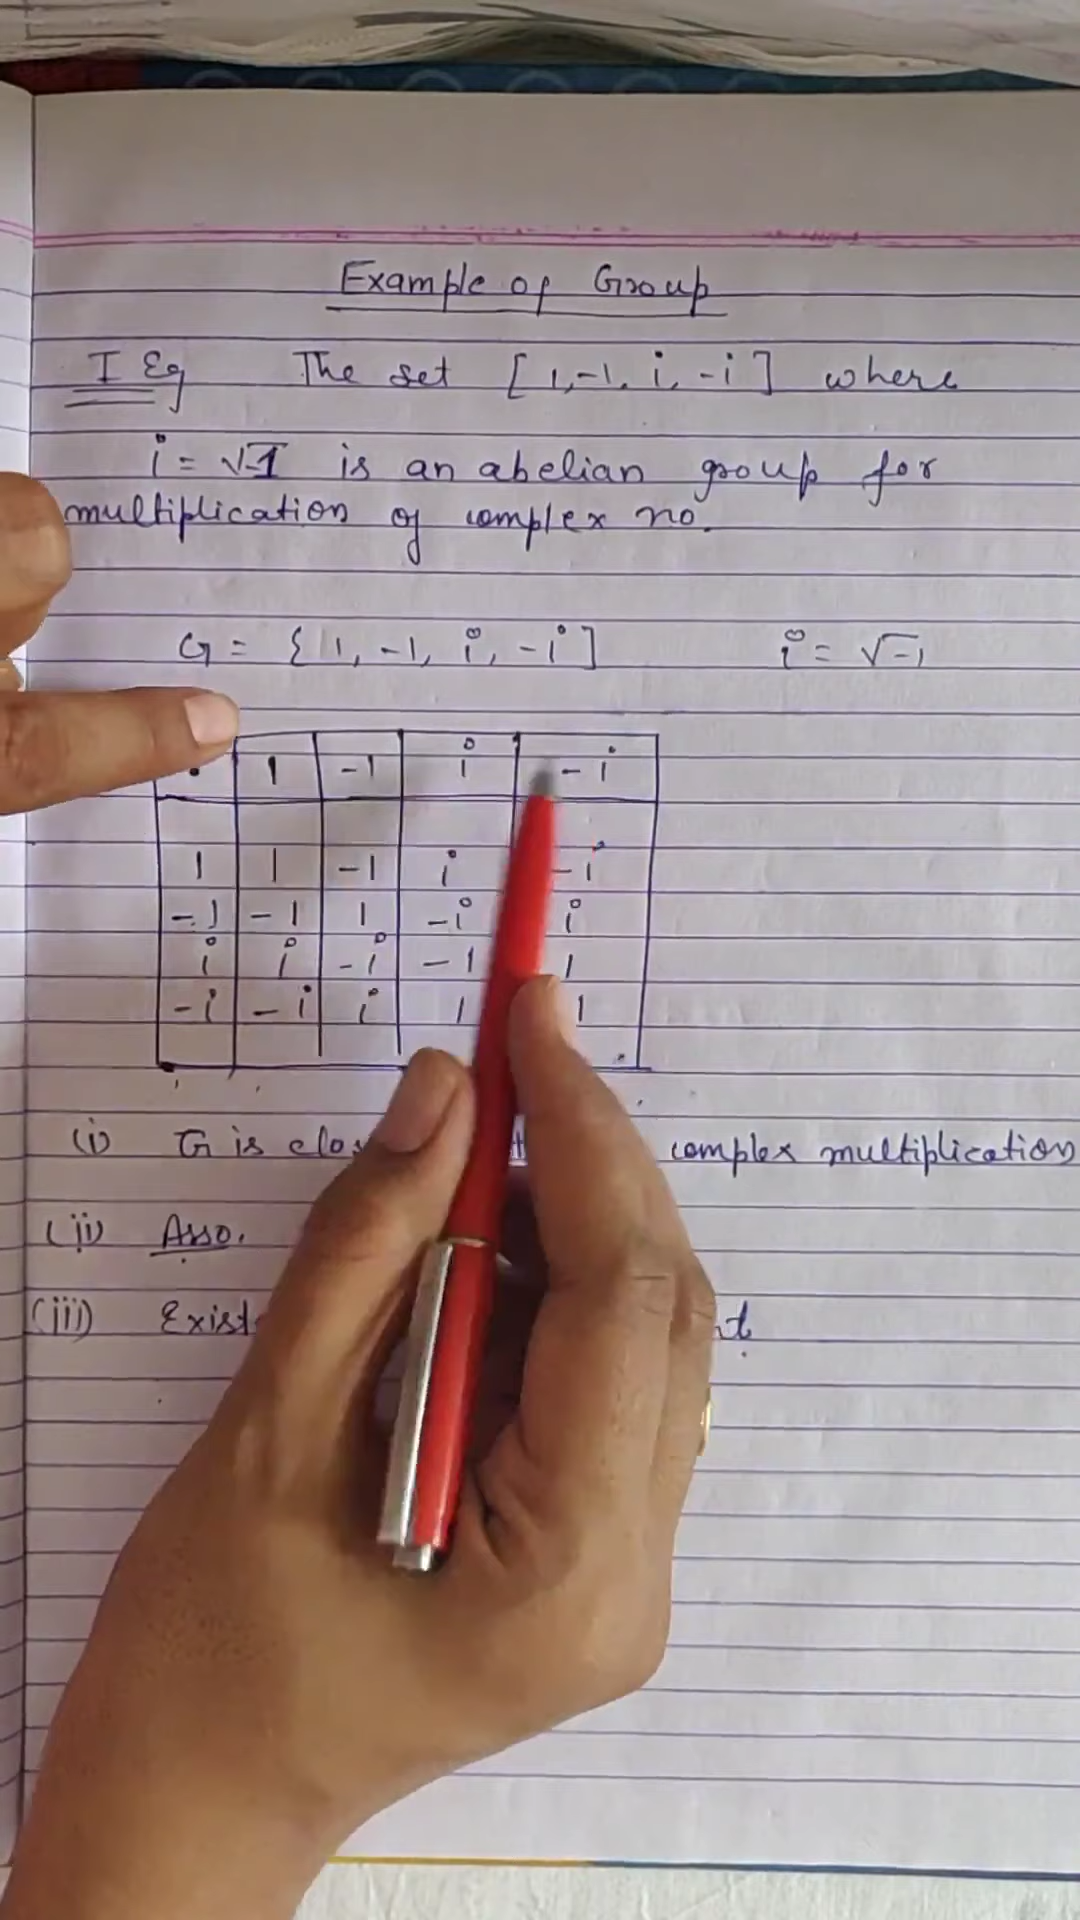 Example of Group
I Eg The set [1, -1, i, -i] where
i = √-1 is an abelian group for
multiplication of complex no.
G = {1, -1, i, -i] i = √-1
. 1 -1 i -i
1 1 -1 i -i
-1 -1 1 -i i
i i -i -1 1
-i -i i 1 1
(i) G is complex multiplication
(ii) Asso.
(iii)